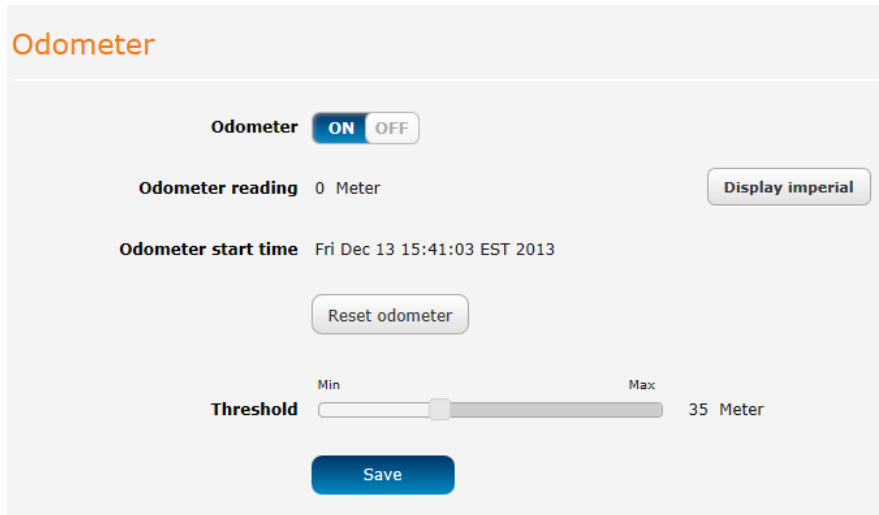 Odometer
Odometer ON OFF
Odometer reading 0 Meter Display imperial
Odometer start time Fri Dec 13 15:41:03 EST 2013
Reset odometer
Min Max
Threshold 35 Meter
Save